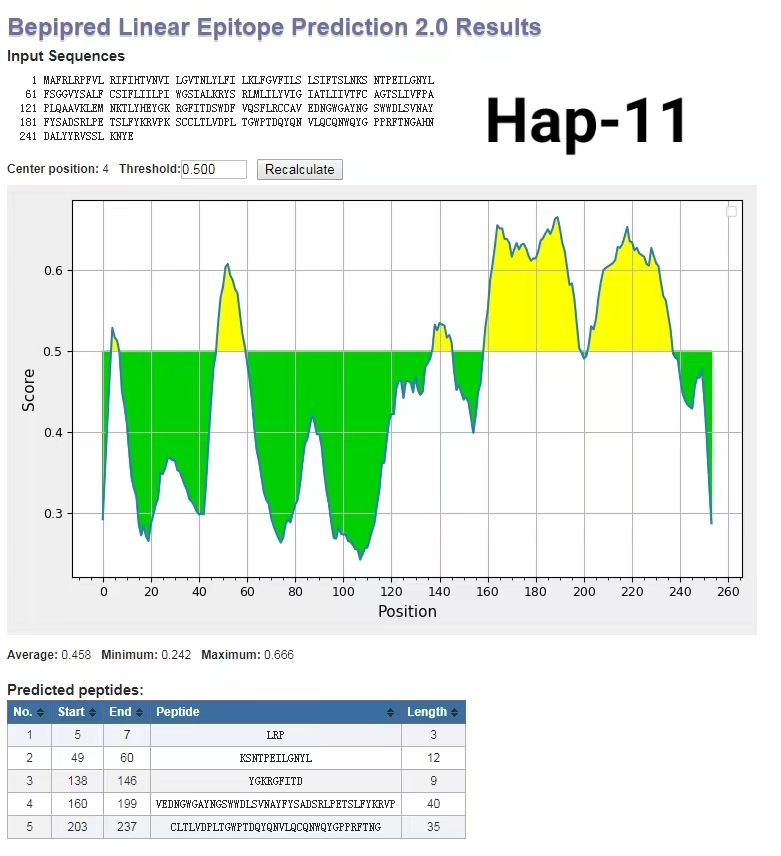 Bepipred Linear Epitope Prediction 2.0 Results
Input Sequences
1 MAFRLRPFVL RIFIHTVNVI LGVTNLYLFI LKLFGVFILS LSIFTSLNKS NTPEILGNYL
61 FSGGVYSALF CSIFLIILPI WGSIALKRYS RLMLILYVIG IATLIIVTFC AGTSLIVFPA
121 PLQAAVKLEM NKTLYHEYGK RGFITDSWDF VQSFLRCCAV EDNGWGAYNG SWWDLSVNAY
181 FYSADSRLPE TSLFYKRVPK SCCLTLVDPL TGWPTDQYQN VLQCQNWQYG PPRFTNGAHN
241 DALYYRVSSL KNYE
Hap-11
Center position: 4 Threshold: 0.500 Recalculate
0.6
0.5
0.4
0.3
Score
0 20 40 60 80 100 120 140 160 180 200 220 240 260
Position
Average: 0.458 Minimum: 0.242 Maximum: 0.666
Predicted peptides:
No. Start End Peptide Length
1 5 7 LRP 3
2 49 60 KSNTPEILGNYL 12
3 138 146 YGKRGFITD 9
4 160 199 VEDNGWGAYNGSWWDLSVNAYFYSADSRLPETSLFYKRVP 40
5 203 237 CLTLVDPLTGWPTDQYQNVLQCQNWQYGPPRFTNG 35